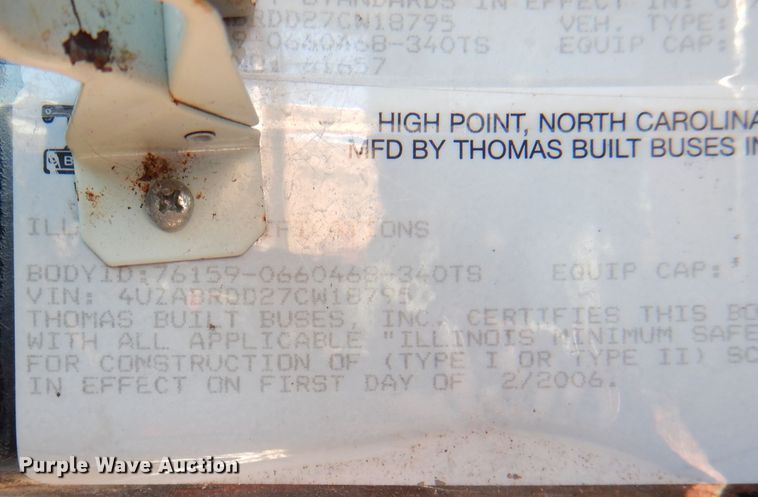 STANDARDS IN EFFECT IN:
RDD27CW18795 VEH. TYPE:
-0660468-340TS EQUIP CAP:
41657
HIGH POINT, NORTH CAROLINA
MFD BY THOMAS BUILT BUSES IN
B
BODYID:76159-0660468-340TS EQUIP CAP:
VIN: 4UZABRDD27CW18795
THOMAS BUILT BUSES, INC. CERTIFIES THIS BO
WITH ALL APPLICABLE "ILLINOIS MINIMUM SAFE
FOR CONSTRUCTION OF (TYPE I OR TYPE II) SC
IN EFFECT ON FIRST DAY OF 2/2006.
Purple Wave Auction